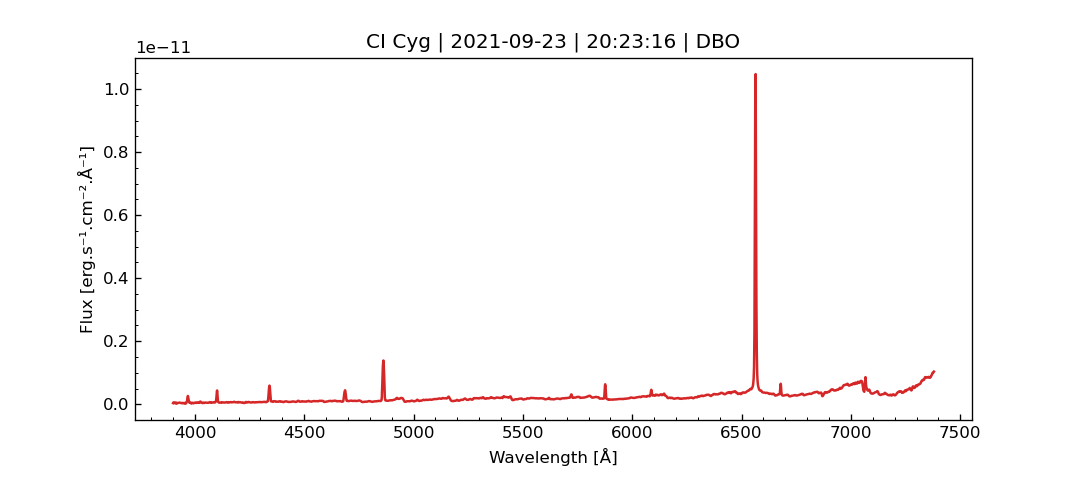 CI Cyg | 2021-09-23 | 20:23:16 | DBO
1e−11
1.0
0.8
0.6
0.4
0.2
0.0
Flux [erg.s⁻¹.cm⁻².Å⁻¹]
4000 4500 5000 5500 6000 6500 7000 7500
Wavelength [Å]